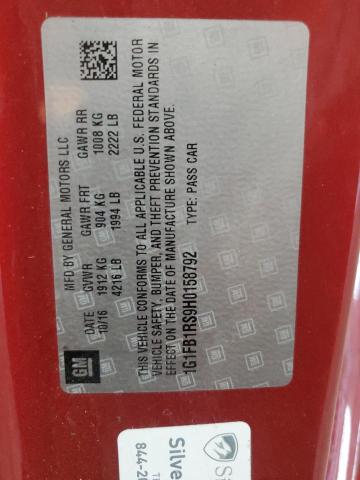 MFD BY GENERAL MOTORS LLC
DATE GVWR GAWR FRT GAWR RR
10/16 1912 KG 904 KG 1008 KG
4216 LB 1994 LB 2222 LB
THIS VEHICLE CONFORMS TO ALL APPLICABLE U.S. FEDERAL MOTOR
VEHICLE SAFETY, BUMPER, AND THEFT PREVENTION STANDARDS IN
EFFECT ON THE DATE OF MANUFACTURE SHOWN ABOVE.
1G1FB1RS9H0158792 TYPE: PASS CAR
GM
Si
Silve
844-20